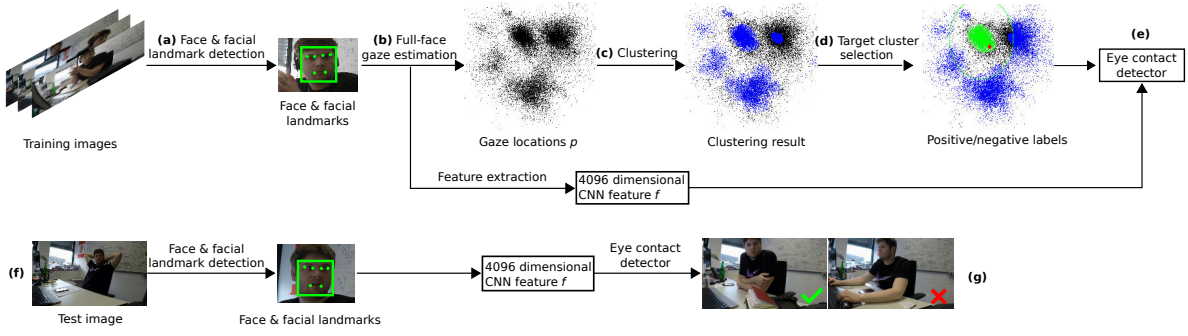 (a) Face & facial
landmark detection
(b) Full-face
gaze estimation
(c) Clustering
(d) Target cluster
selection
(e)
Eye contact
detector
Training images
Face & facial
landmarks
Gaze locations p
Clustering result
Positive/negative labels
Feature extraction
4096 dimensional
CNN feature f
(f)
Face & facial
landmark detection
4096 dimensional
CNN feature f
Eye contact
detector
(g)
Test image
Face & facial landmarks